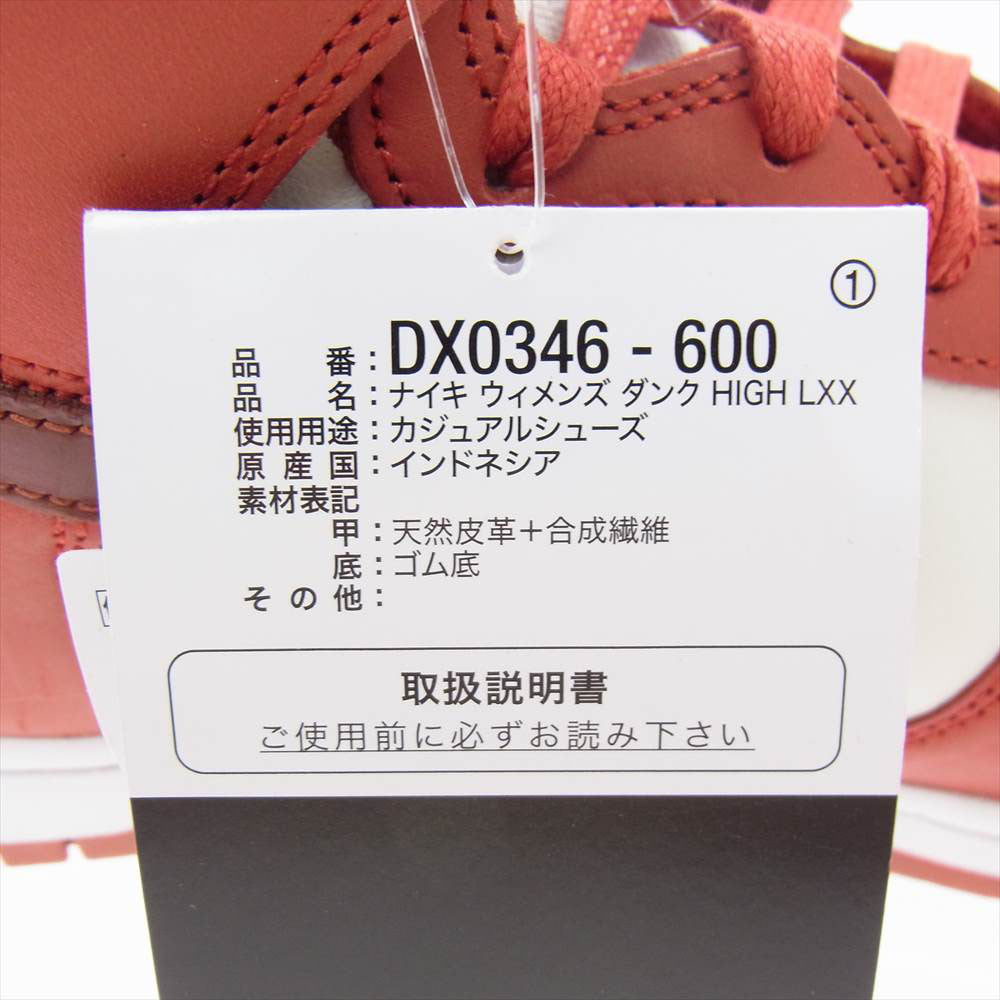 ①
品番：DX0346 - 600
品名：ナイキ ウィメンズ ダンク HIGH LXX
使用用途：カジュアルシューズ
原産国：インドネシア
素材表記
甲：天然皮革＋合成繊維
底：ゴム底
その他：
取扱説明書
ご使用前に必ずお読み下さい